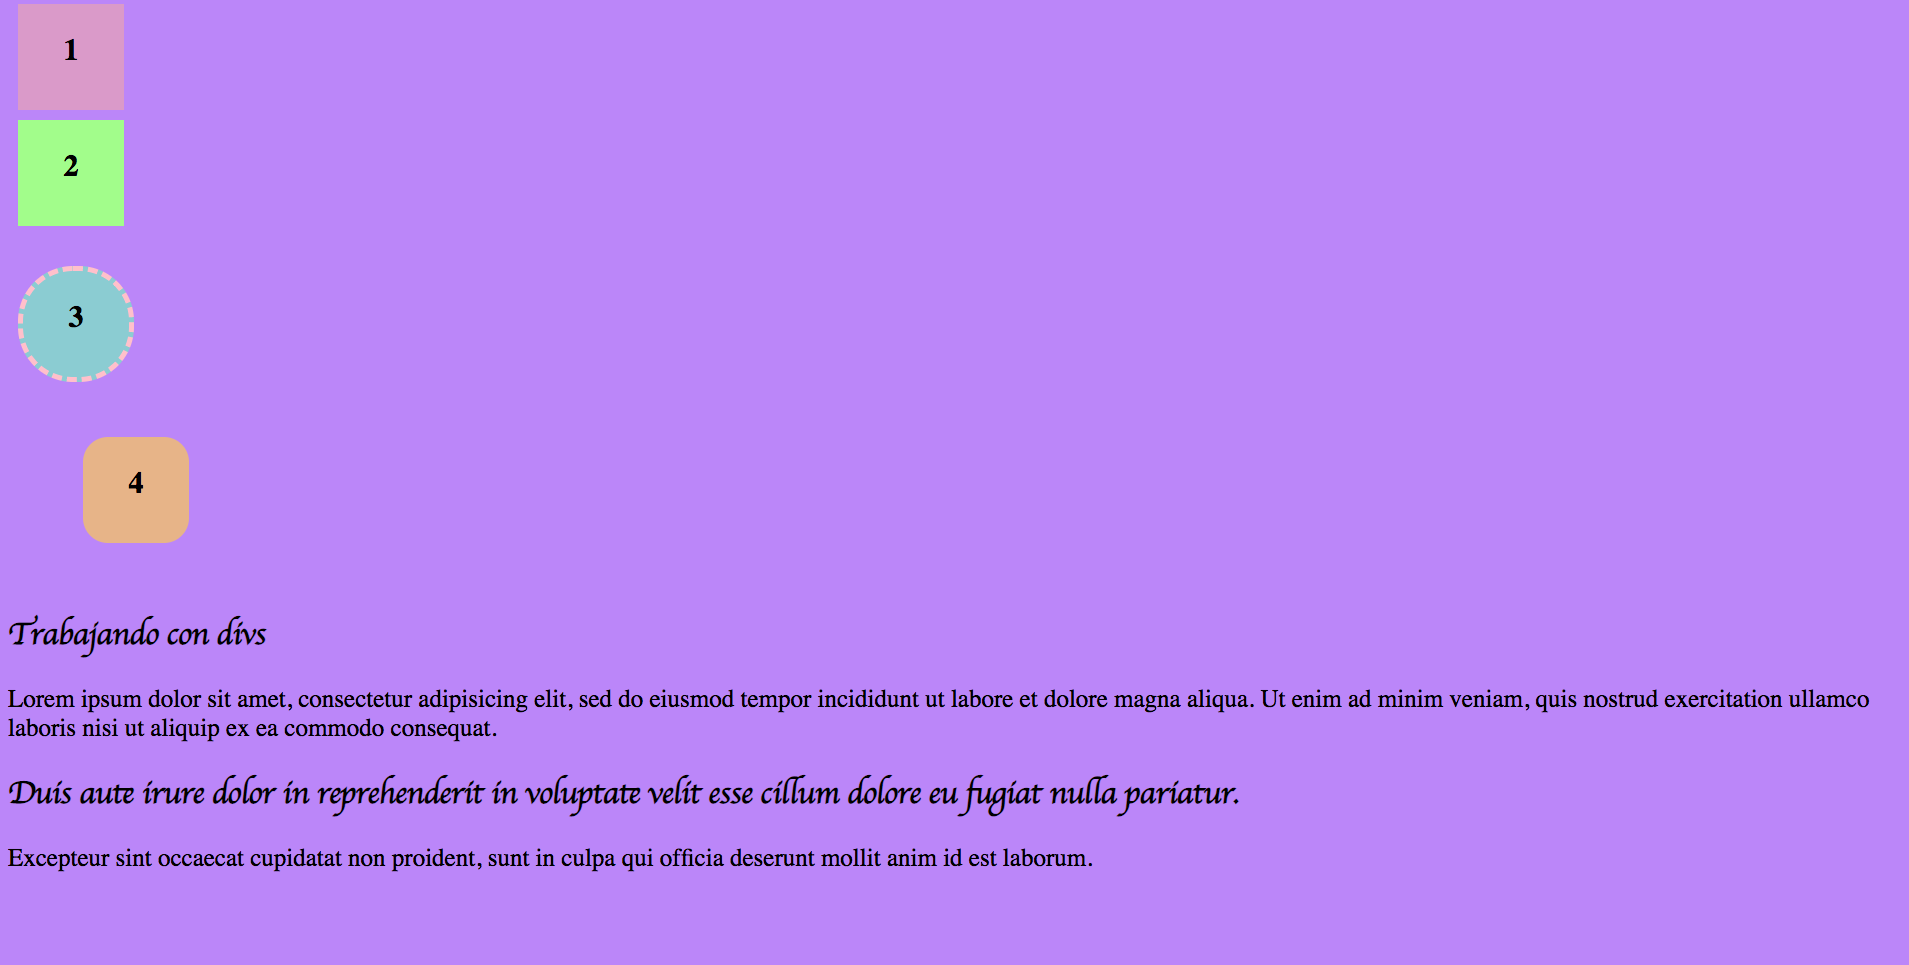 1
2
3
4
Trabajando con divs
Lorem ipsum dolor sit amet, consectetur adipisicing elit, sed do eiusmod tempor incididunt ut labore et dolore magna aliqua. Ut enim ad minim veniam, quis nostrud exercitation ullamco
laboris nisi ut aliquip ex ea commodo consequat.
Duis aute irure dolor in reprehenderit in voluptate velit esse cillum dolore eu fugiat nulla pariatur.
Excepteur sint occaecat cupidatat non proident, sunt in culpa qui officia deserunt mollit anim id est laborum.